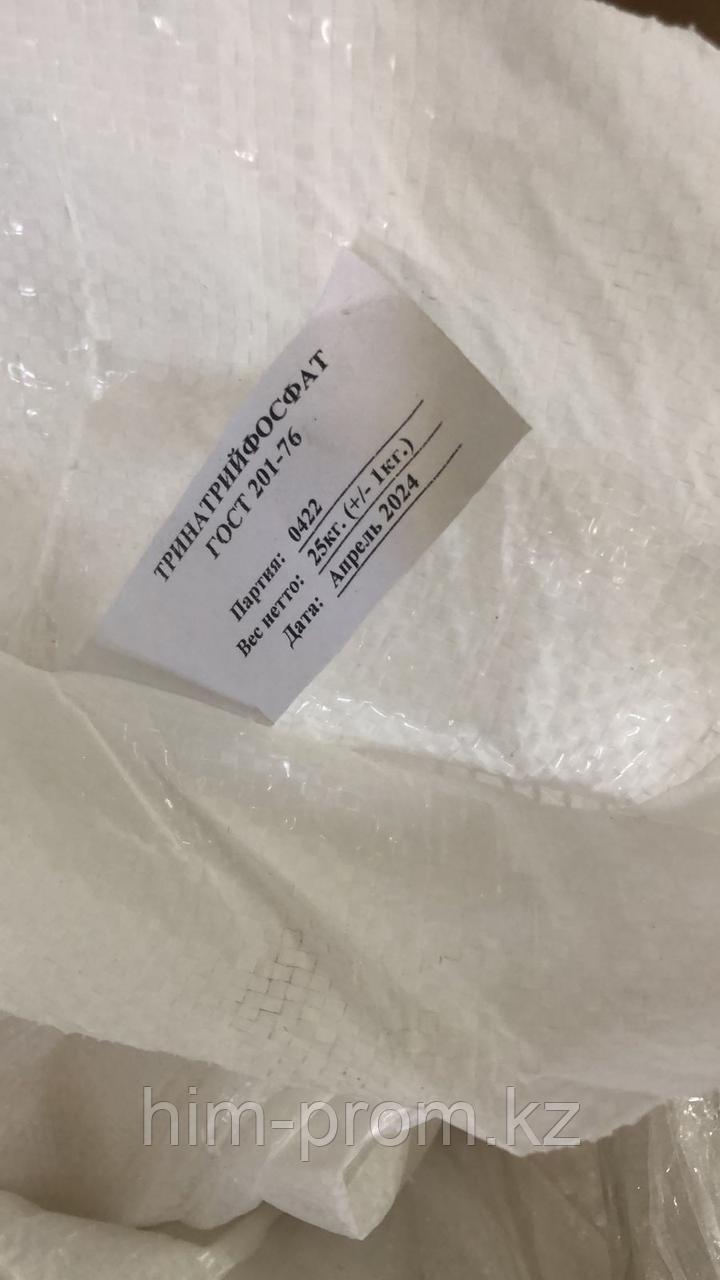 ТРИНАТРИЙФОСФАТ
ГОСТ 201-76
Партия: 0422
Вес нетто: 25кг. (+/- 1кг.)
Дата: Апрель 2024
him-prom.kz